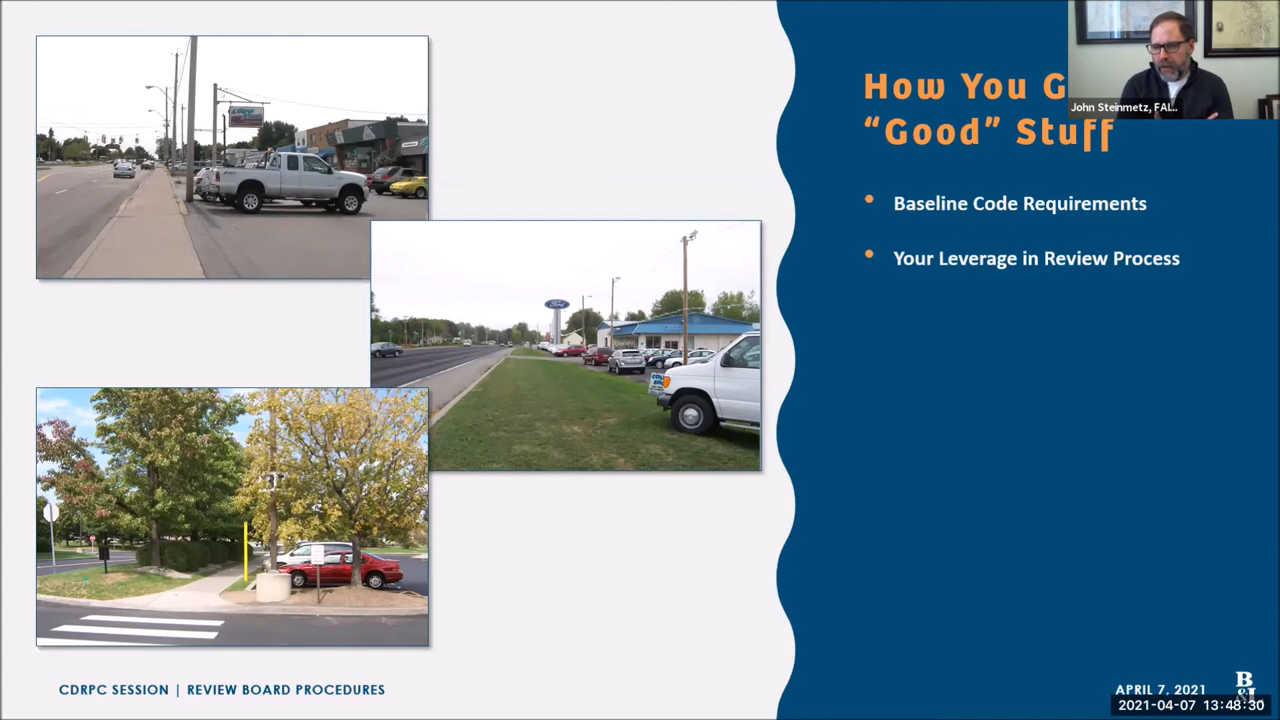 How You G
“Good” Stuff
John Steinmetz, FAI...
• Baseline Code Requirements
• Your Leverage in Review Process
Ford
CDRPC SESSION | REVIEW BOARD PROCEDURES
APRIL 7, 2021
B&L
2021-04-07 13:48:30